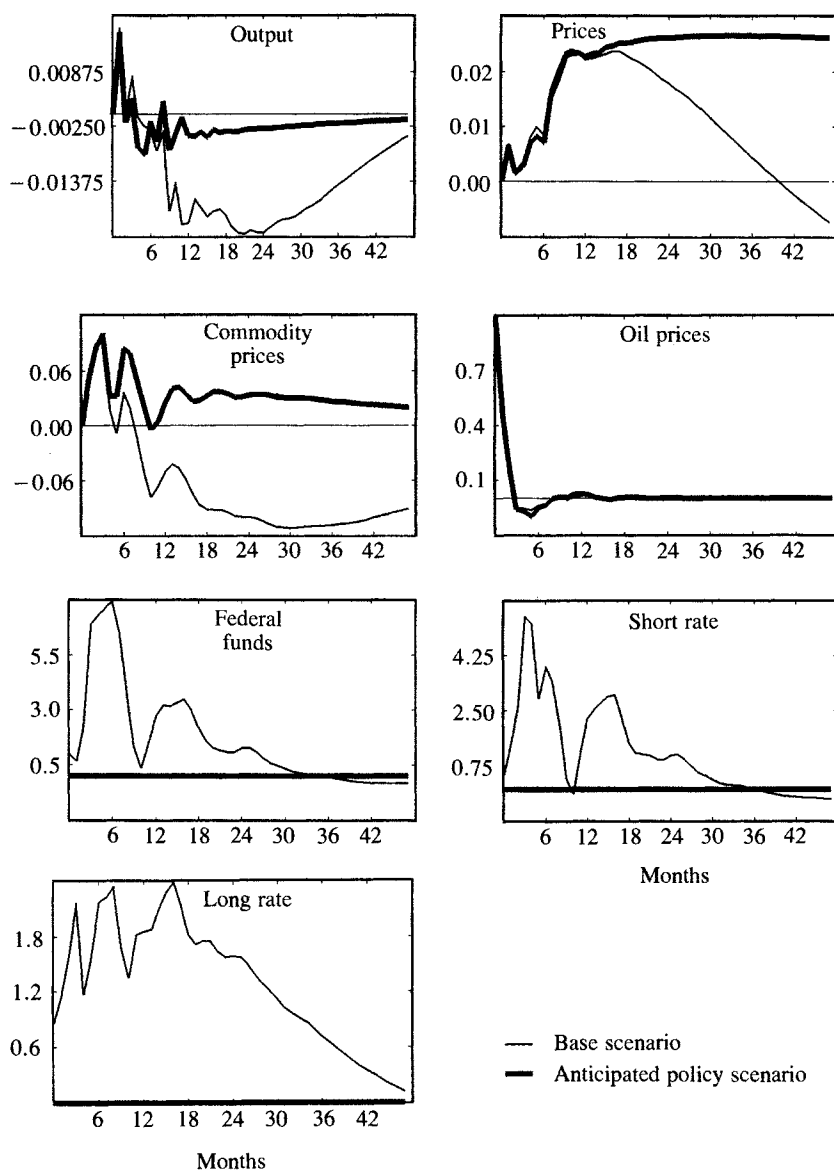 Output
0.00875
−0.00250
−0.01375
6 12 18 24 30 36 42
Prices
0.02
0.01
0.00
6 12 18 24 30 36 42
Commodity
prices
0.06
0.00
−0.06
6 12 18 24 30 36 42
Oil prices
0.7
0.4
0.1
6 12 18 24 30 36 42
Federal
funds
5.5
3.0
0.5
6 12 18 24 30 36 42
Short rate
4.25
2.50
0.75
6 12 18 24 30 36 42
Months
Long rate
1.8
1.2
0.6
6 12 18 24 30 36 42
Months
Base scenario
Anticipated policy scenario